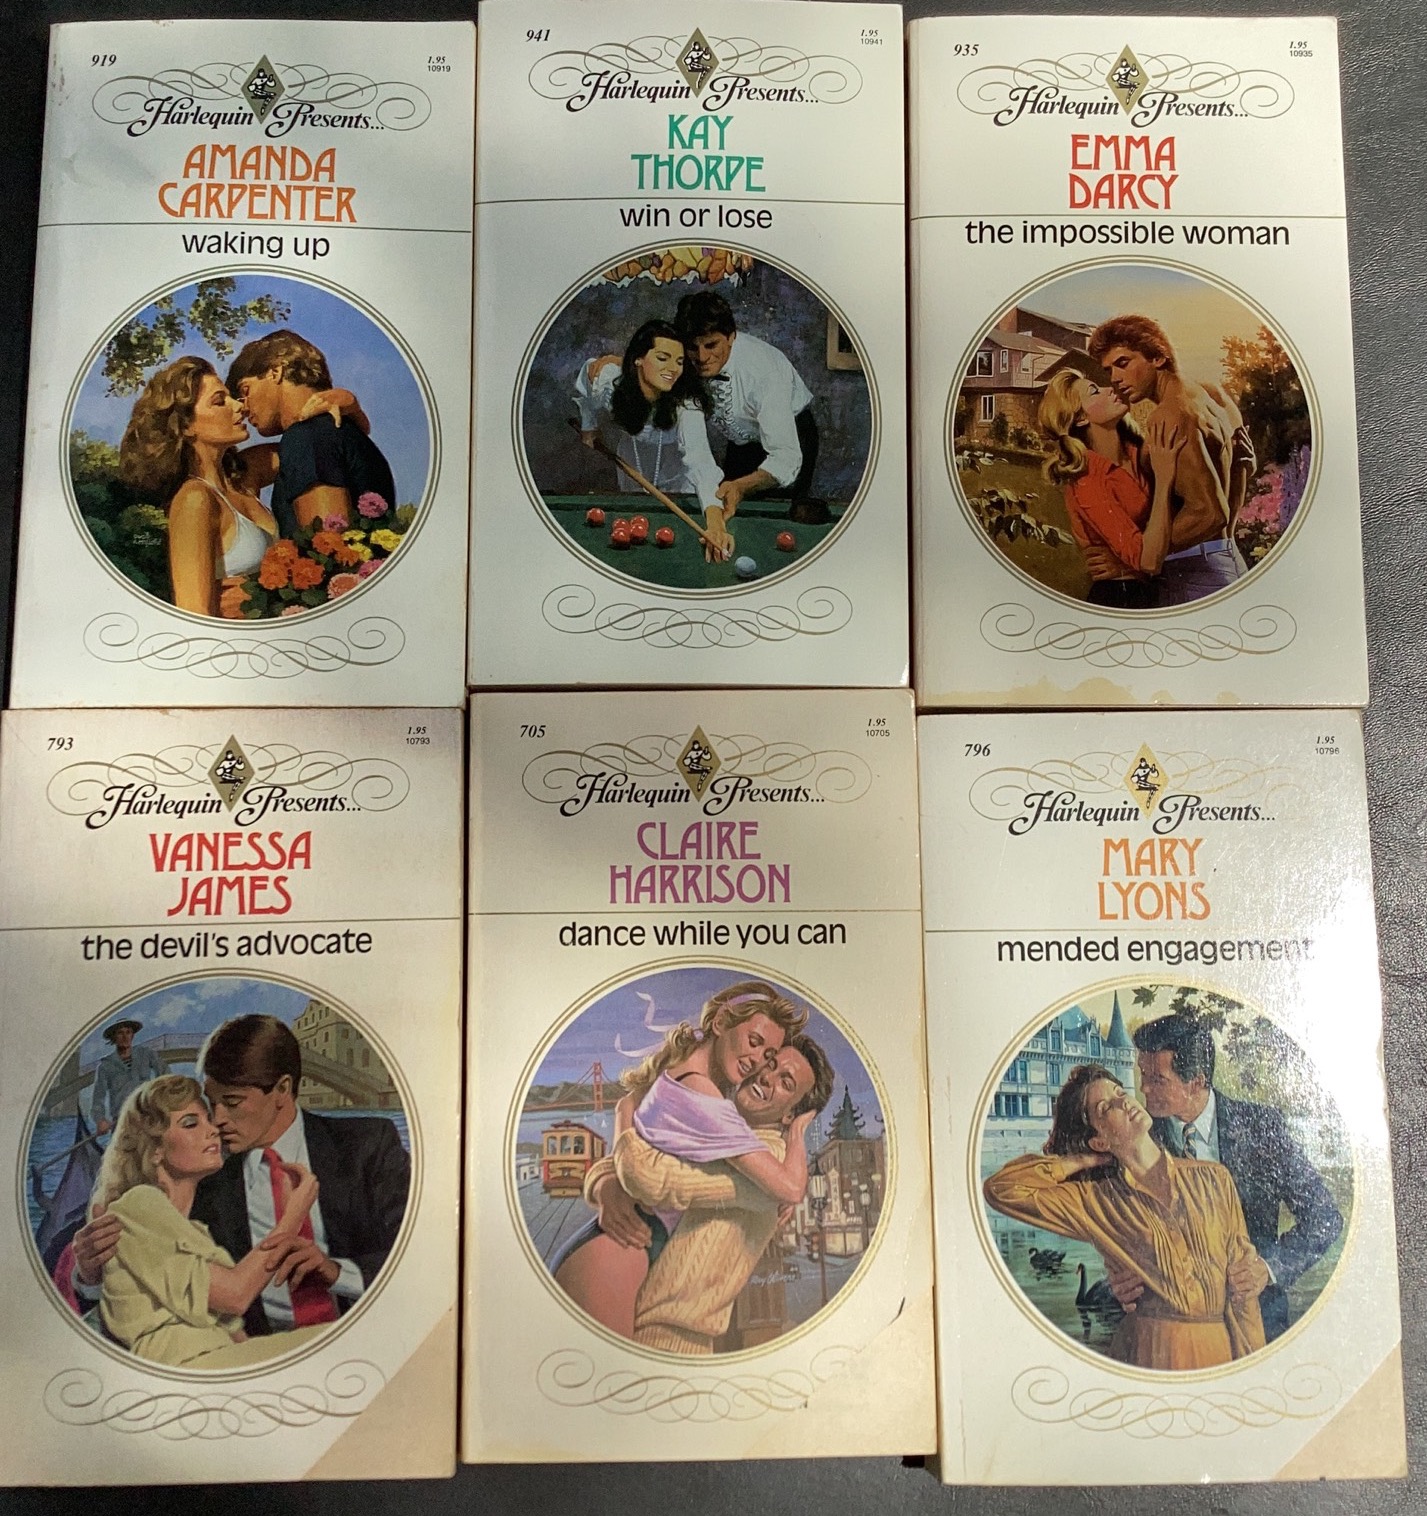 919
1.95
10919
Harlequin Presents...
AMANDA
CARPENTER
waking up
941
1.95
10941
Harlequin Presents...
KAY
THORPE
win or lose
935
1.95
10935
Harlequin Presents...
EMMA
DARCY
the impossible woman
793
1.95
10793
Harlequin Presents...
VANESSA
JAMES
the devil's advocate
705
1.95
10705
Harlequin Presents...
CLAIRE
HARRISON
dance while you can
796
1.95
10796
Harlequin Presents...
MARY
LYONS
mended engagement